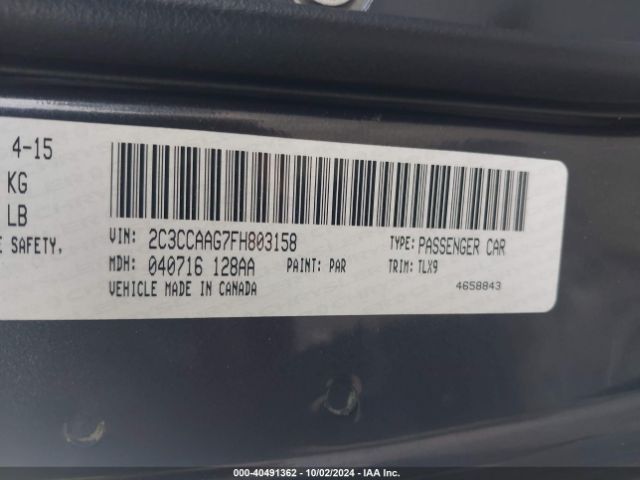 4-15
KG
LB
E SAFETY,
VIN: 2C3CCAAG7FH803158
TYPE: PASSENGER CAR
MDH: 040716 128AA
PAINT: PAR
TRIM: TLX9
VEHICLE MADE IN CANADA
4658843
000-40491362 - 10/02/2024 - IAA Inc.